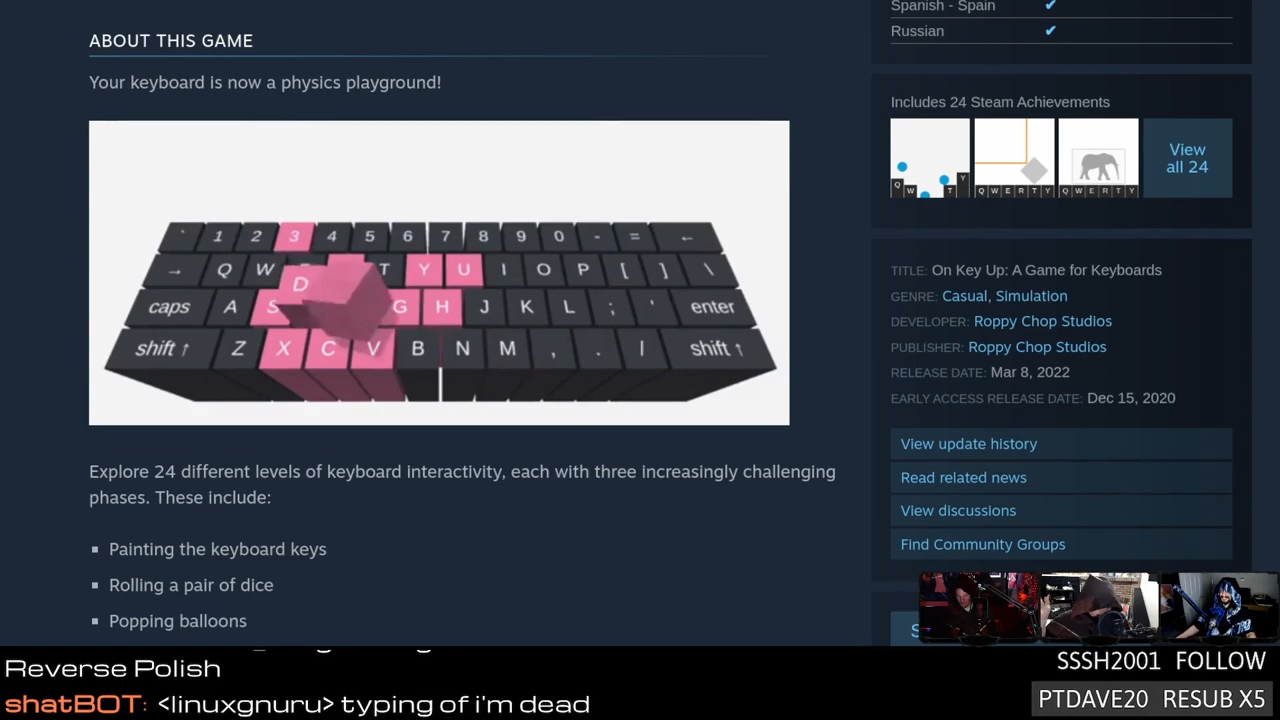 Spanish - Spain ✔
Russian ✔
ABOUT THIS GAME
Your keyboard is now a physics playground!
` 1 2 3 4 5 6 7 8 9 0 - = ←
→ Q W T Y U I O P [ ] \
D
caps A S G H J K L ; ' enter
shift ↑ Z X C V B N M , . / shift ↑
Explore 24 different levels of keyboard interactivity, each with three increasingly challenging
phases. These include:
▪ Painting the keyboard keys
▪ Rolling a pair of dice
▪ Popping balloons
Includes 24 Steam Achievements
Q W T Y
Q W E R T Y
Q W E R T Y
View
all 24
TITLE: On Key Up: A Game for Keyboards
GENRE: Casual, Simulation
DEVELOPER: Roppy Chop Studios
PUBLISHER: Roppy Chop Studios
RELEASE DATE: Mar 8, 2022
EARLY ACCESS RELEASE DATE: Dec 15, 2020
View update history
Read related news
View discussions
Find Community Groups
Reverse Polish
shatBOT: <linuxgnuru> typing of i'm dead
SSSH2001 FOLLOW
PTDAVE20 RESUB X5